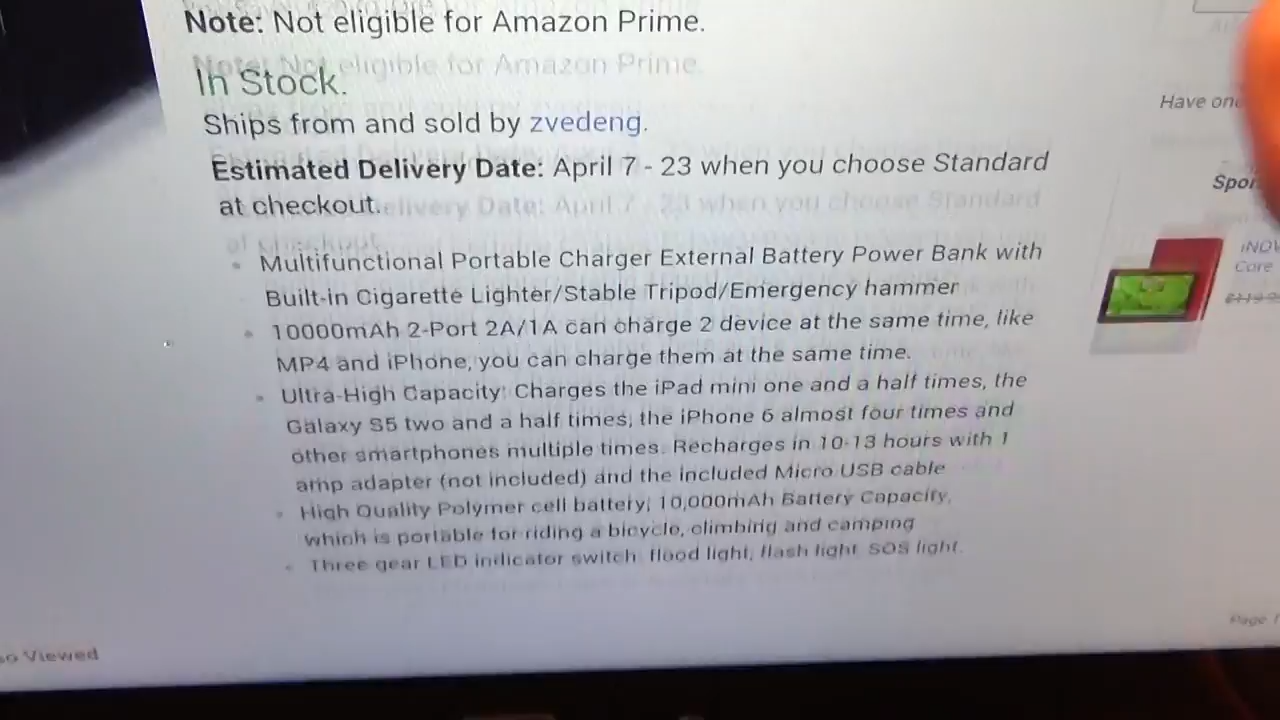 Note: Not eligible for Amazon Prime.
In Stock.
Ships from and sold by zvedeng.
Estimated Delivery Date: April 7 - 23 when you choose Standard
at checkout.
Multifunctional Portable Charger External Battery Power Bank with
Built-in Cigarette Lighter/Stable Tripod/Emergency hammer
10000mAh 2-Port 2A/1A can charge 2 device at the same time, like
MP4 and iPhone, you can charge them at the same time.
Ultra-High Capacity: Charges the iPad mini one and a half times, the
Galaxy S5 two and a half times, the iPhone 6 almost four times and
other smartphones multiple times. Recharges in 10-13 hours with 1
amp adapter (not included) and the included Micro USB cable
High Quality Polymer cell battery, 10,000mAh Battery Capacity,
which is portable for riding a bicycle, climbing and camping
Three gear LED indicator switch: flood light, flash light SOS light.
Have one
Spon
Core
Page 1
so Viewed